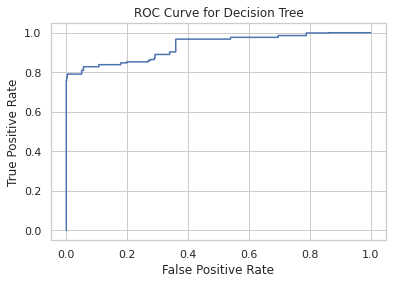 ROC Curve for Decision Tree
1.0
0.8
0.6
0.4
0.2
0.0
True Positive Rate
0.0 0.2 0.4 0.6 0.8 1.0
False Positive Rate